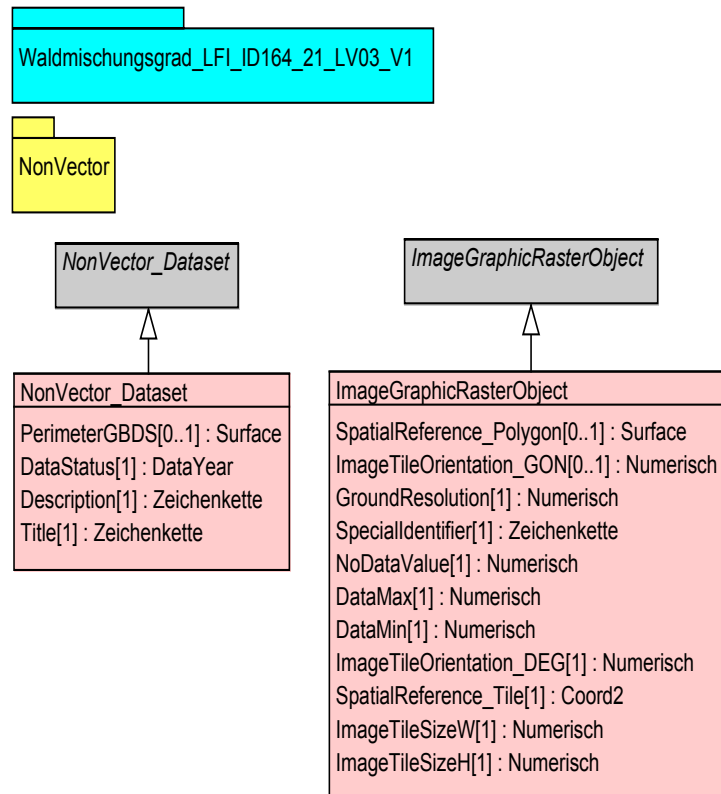 Waldmischungsgrad_LFI_ID164_21_LV03_V1
NonVector
NonVector_Dataset
NonVector_Dataset
PerimeterGBDS[0..1] : Surface
DataStatus[1] : DataYear
Description[1] : Zeichenkette
Title[1] : Zeichenkette
ImageGraphicRasterObject
ImageGraphicRasterObject
SpatialReference_Polygon[0..1] : Surface
ImageTileOrientation_GON[0..1] : Numerisch
GroundResolution[1] : Numerisch
SpecialIdentifier[1] : Zeichenkette
NoDataValue[1] : Numerisch
DataMax[1] : Numerisch
DataMin[1] : Numerisch
ImageTileOrientation_DEG[1] : Numerisch
SpatialReference_Tile[1] : Coord2
ImageTileSizeW[1] : Numerisch
ImageTileSizeH[1] : Numerisch